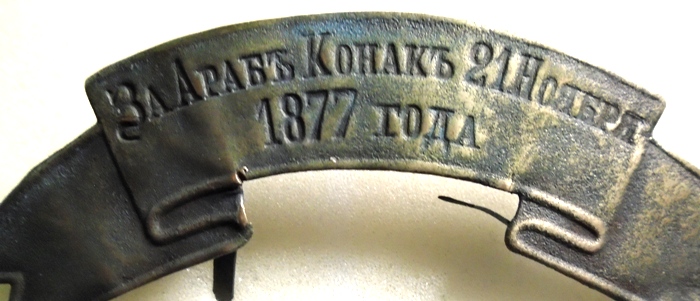 За Арабъ Конакъ 21 Ноября
1877 года